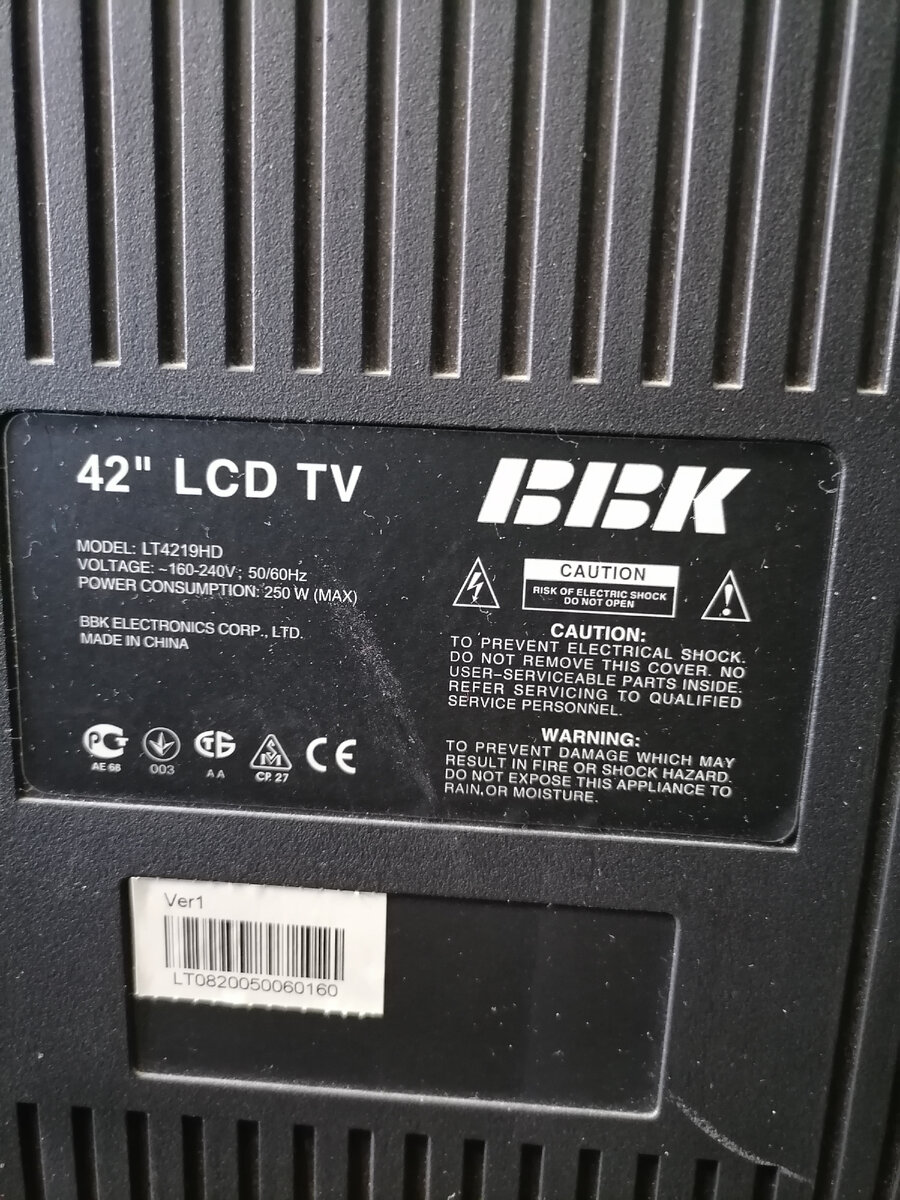 42" LCD TV
BBK
MODEL: LT4219HD
VOLTAGE: ~160-240V ; 50/60Hz
POWER CONSUMPTION: 250 W (MAX)
BBK ELECTRONICS CORP., LTD.
MADE IN CHINA
CAUTION
RISK OF ELECTRIC SHOCK
DO NOT OPEN
CAUTION:
TO PREVENT ELECTRICAL SHOCK.
DO NOT REMOVE THIS COVER. NO
USER-SERVICEABLE PARTS INSIDE.
REFER SERVICING TO QUALIFIED
SERVICE PERSONNEL.
WARNING:
TO PREVENT DAMAGE WHICH MAY
RESULT IN FIRE OR SHOCK HAZARD.
DO NOT EXPOSE THIS APPLIANCE TO
RAIN,OR MOISTURE.
CE
АЕ 68 003 А А СР. 27
Ver1
LT0820050060160